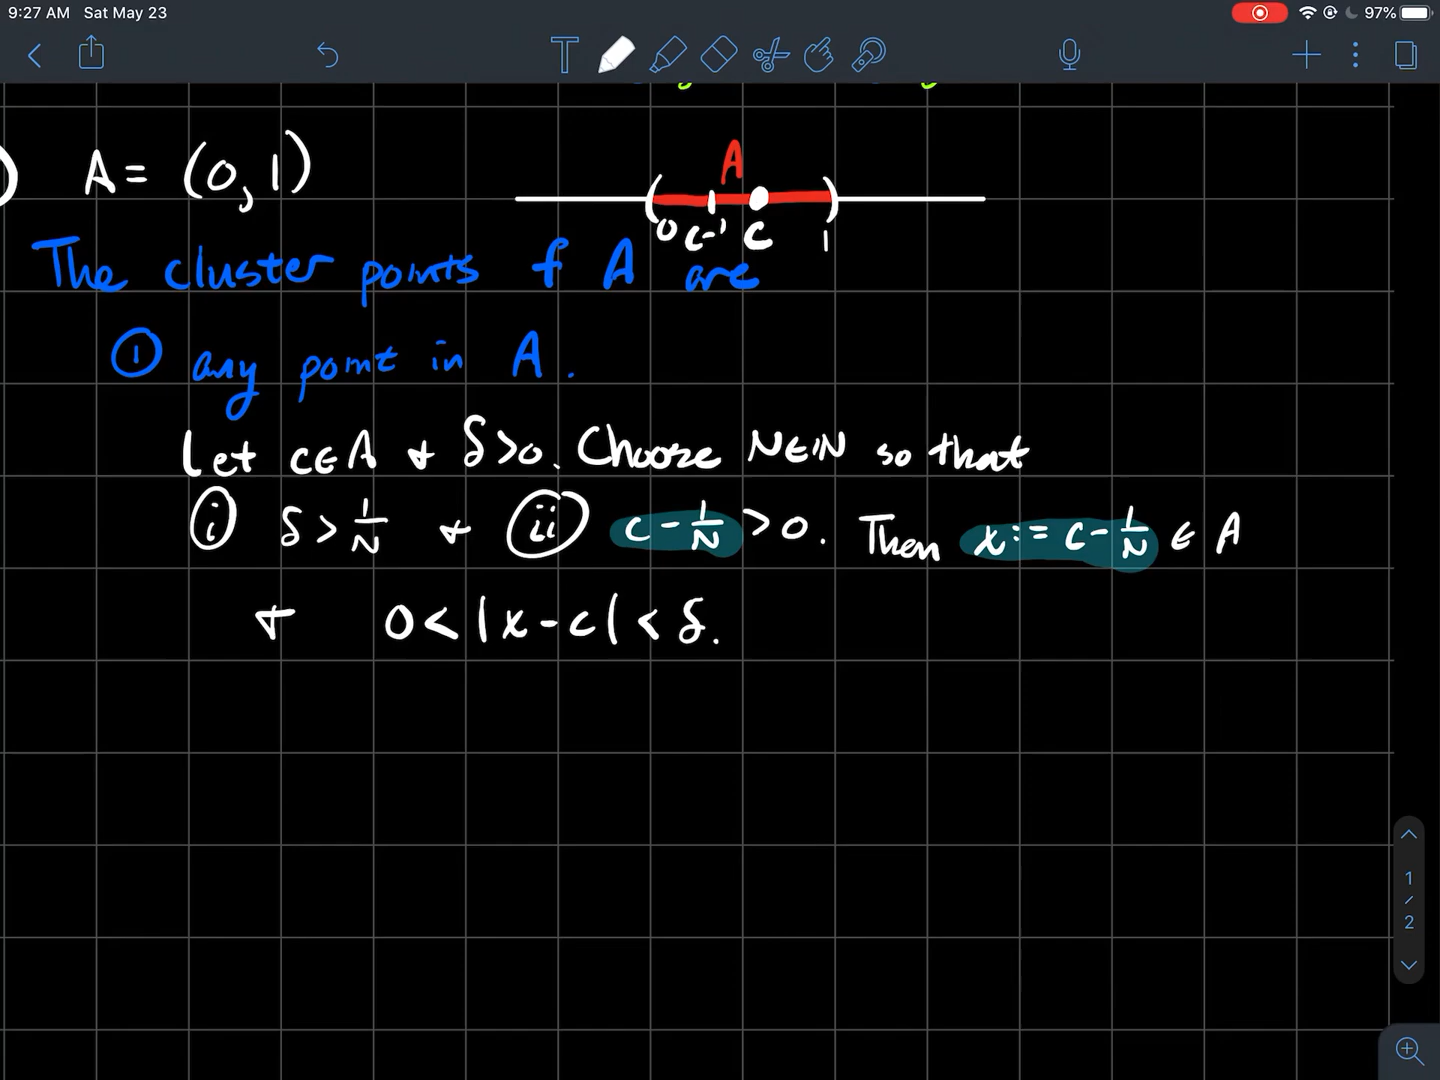 9:27 AM Sat May 23 97%
T
) A = (0,1)
A
0 c-1 c 1
The cluster points f A are
① any point in A.
Let c∈A & δ>0. Choose N∈ℕ so that
ⓘ δ > 1/N & ⓘⓘ c - 1/N > 0. Then x := c - 1/N ∈ A
& 0 < |x - c| < δ.
1
/
2